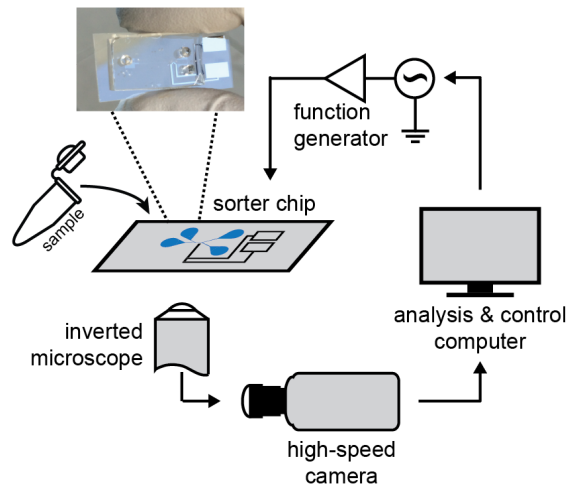 function
generator
sorter chip
sample
inverted
microscope
analysis & control
computer
high-speed
camera